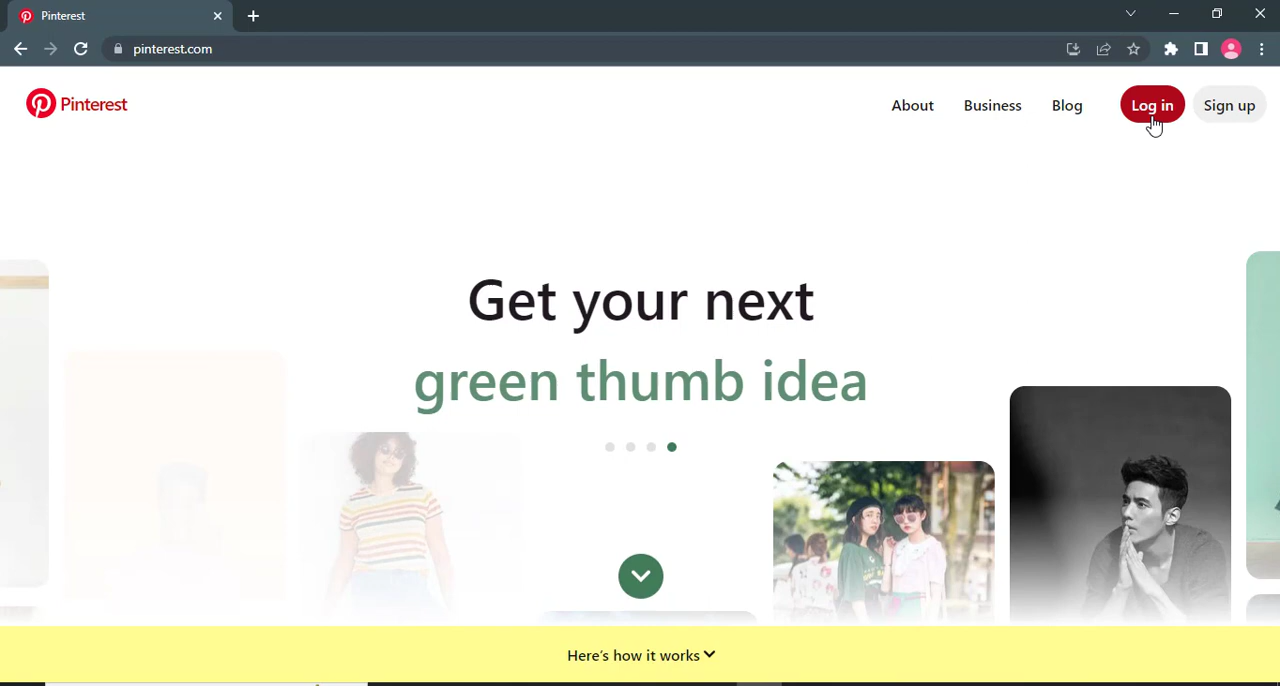 Pinterest
pinterest.com
Pinterest
About Business Blog Log in Sign up
Get your next
green thumb idea
Here's how it works